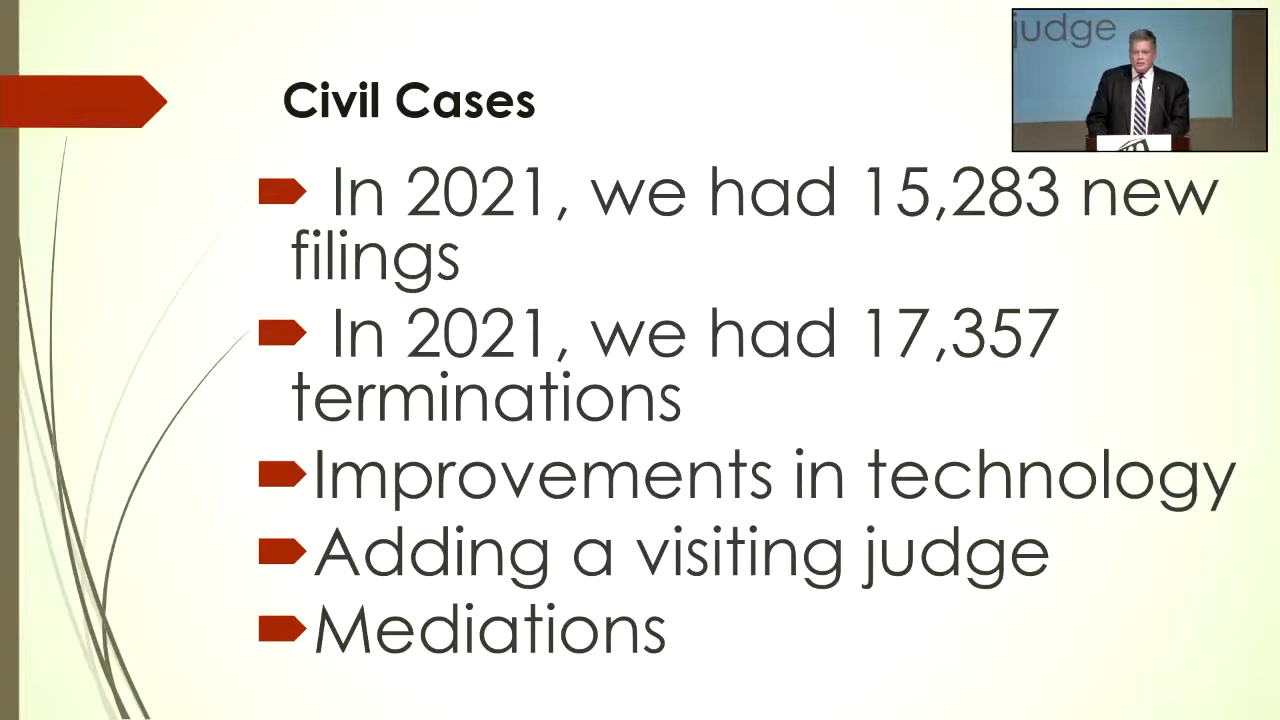 judge
Civil Cases
In 2021, we had 15,283 new
filings
In 2021, we had 17,357
terminations
Improvements in technology
Adding a visiting judge
Mediations